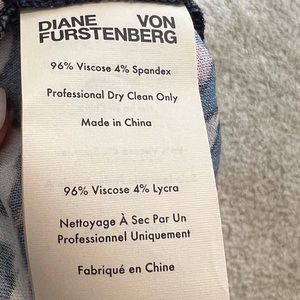 DIANE VON
FURSTENBERG
96% Viscose 4% Spandex
Professional Dry Clean Only
Made in China
96% Viscose 4% Lycra
Nettoyage À Sec Par Un
Professionel Uniquement
Fabriqué en Chine